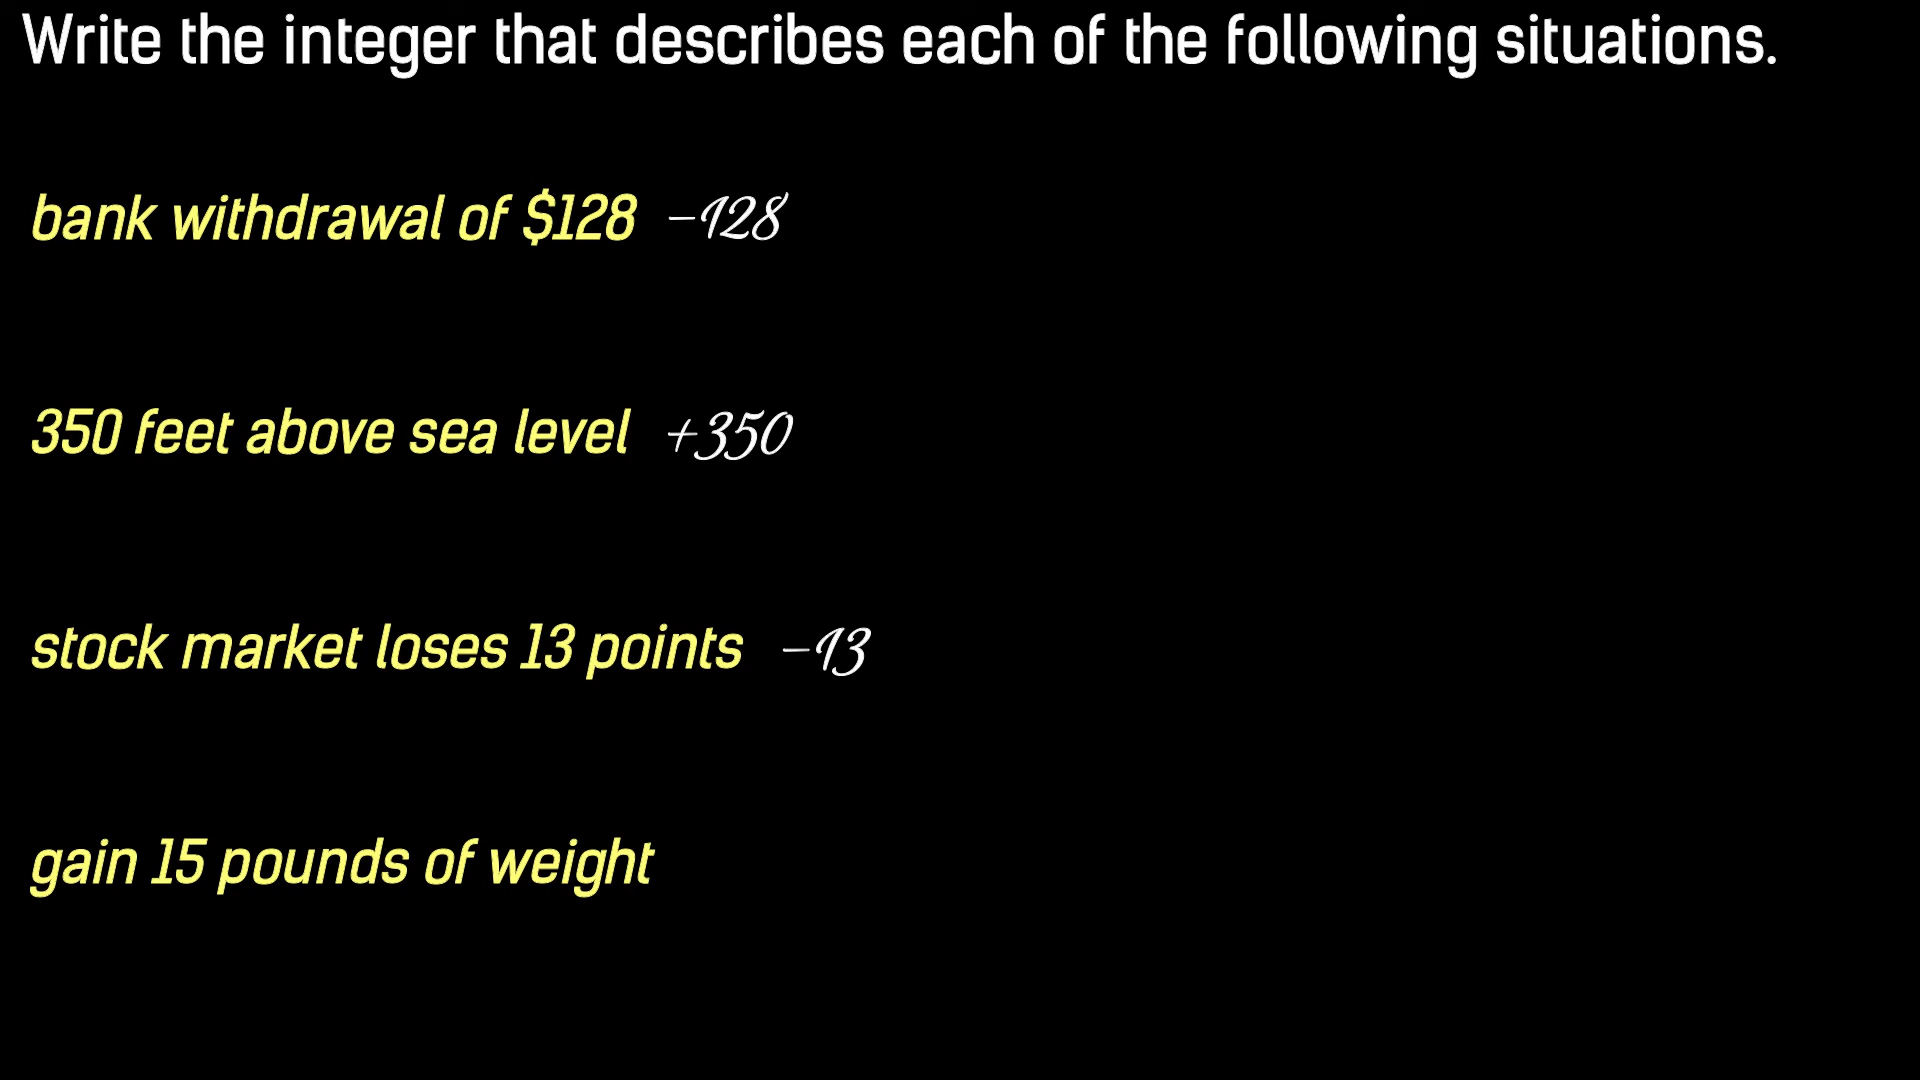 Write the integer that describes each of the following situations.
bank withdrawal of $128 −128
350 feet above sea level +350
stock market loses 13 points −13
gain 15 pounds of weight